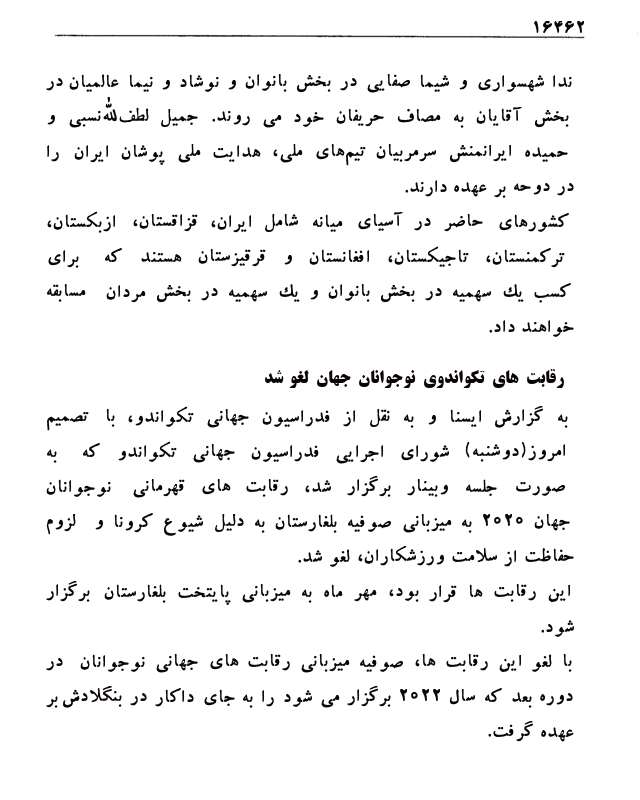 ۱۶۴۶۲
ندا شهسواری و شیما صفایی در بخش بانوان و نوشاد و نیما عالمیان در
بخش آقایان به مصاف حریفان خود می روند. جمیل لطف‌الله‌نسبی و
حمیده ایرانمنش سرمربیان تیم‌های ملی، هدایت ملی پوشان ایران را
در دوحه بر عهده دارند.
کشورهای حاضر در آسیای میانه شامل ایران، قزاقستان، ازبکستان،
ترکمنستان، تاجیکستان، افغانستان و قرقیزستان هستند که برای
کسب یك سهمیه در بخش بانوان و یك سهمیه در بخش مردان مسابقه
خواهند داد.
رقابت های تکواندوی نوجوانان جهان لغو شد
به گزارش ایسنا و به نقل از فدراسیون جهانی تکواندو، با تصمیم
امروز(دوشنبه) شورای اجرایی فدراسیون جهانی تکواندو که به
صورت جلسه وبینار برگزار شد، رقابت های قهرمانی نوجوانان
جهان ۲۰۲۰ به میزبانی صوفیه بلغارستان به دلیل شیوع کرونا و لزوم
حفاظت از سلامت ورزشکاران، لغو شد.
این رقابت ها قرار بود، مهر ماه به میزبانی پایتخت بلغارستان برگزار
شود.
با لغو این رقابت ها، صوفیه میزبانی رقابت های جهانی نوجوانان در
دوره بعد که سال ۲۰۲۲ برگزار می شود را به جای داکار در بنگلادش بر
عهده گرفت.